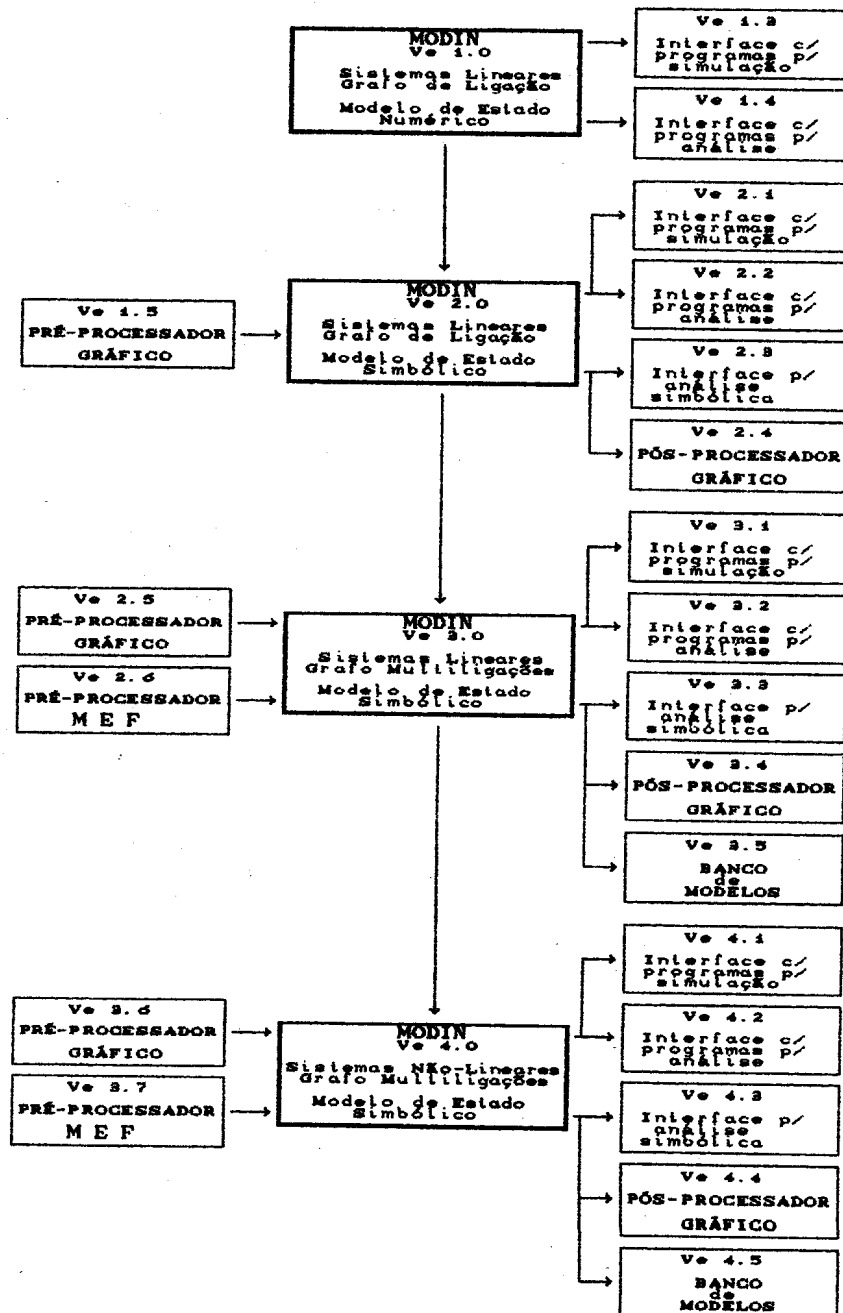 MODIN
Ve 1.0
Sistemas Lineares
Grafo de Ligação
Modelo de Estado
Numérico
Ve 1.3
Interface c/
programas p/
simulação
Ve 1.4
Interface c/
programas p/
análise
Ve 1.5
PRÉ-PROCESSADOR
GRÁFICO
MODIN
Ve 2.0
Sistemas Lineares
Grafo de Ligação
Modelo de Estado
Simbólico
Ve 2.1
Interface c/
programas p/
simulação
Ve 2.2
Interface c/
programas p/
análise
Ve 2.3
Interface p/
análise
simbólica
Ve 2.4
PÓS-PROCESSADOR
GRÁFICO
Ve 2.5
PRÉ-PROCESSADOR
GRÁFICO
Ve 2.6
PRÉ-PROCESSADOR
M E F
MODIN
Ve 3.0
Sistemas Lineares
Grafo Multiligações
Modelo de Estado
Simbólico
Ve 3.1
Interface c/
programas p/
simulação
Ve 3.2
Interface c/
programas p/
análise
Ve 3.3
Interface p/
análise
simbólica
Ve 3.4
PÓS-PROCESSADOR
GRÁFICO
Ve 3.5
BANCO
de
MODELOS
Ve 3.6
PRÉ-PROCESSADOR
GRÁFICO
Ve 3.7
PRÉ-PROCESSADOR
M E F
MODIN
Ve 4.0
Sistemas Não-Lineares
Grafo Multiligações
Modelo de Estado
Simbólico
Ve 4.1
Interface c/
programas p/
simulação
Ve 4.2
Interface c/
programas p/
análise
Ve 4.3
Interface p/
análise
simbólica
Ve 4.4
PÓS-PROCESSADOR
GRÁFICO
Ve 4.5
BANCO
de
MODELOS